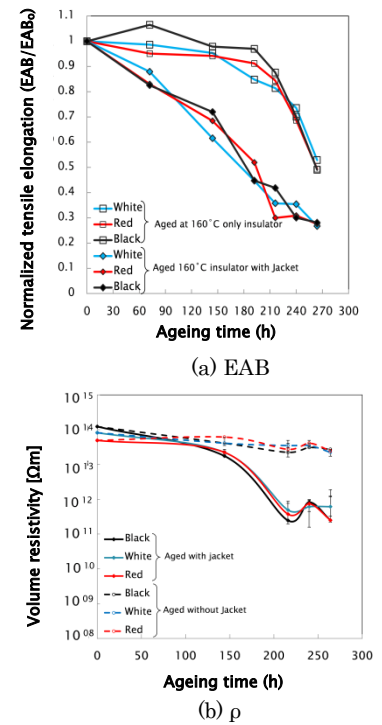 Normalized tensile elongation (EAB/EAB₀)
1.1
1
0.9
0.8
0.7
0.6
0.5
0.4
0.3
0.2
0.1
0
White
Red
Black
Aged at 160˚C only insulator
White
Red
Black
Aged 160˚C insulator with Jacket
0 30 60 90 120 150 180 210 240 270 300
Ageing time (h)
(a) EAB
Volume resistivity [Ωm]
10¹⁵
10¹⁴
10¹³
10¹²
10¹¹
10¹⁰
10⁰⁹
10⁰⁸
Black
White
Red
Aged with jacket
Black
White
Red
Aged without Jacket
0 50 100 150 200 250 300
Ageing time (h)
(b) ρ